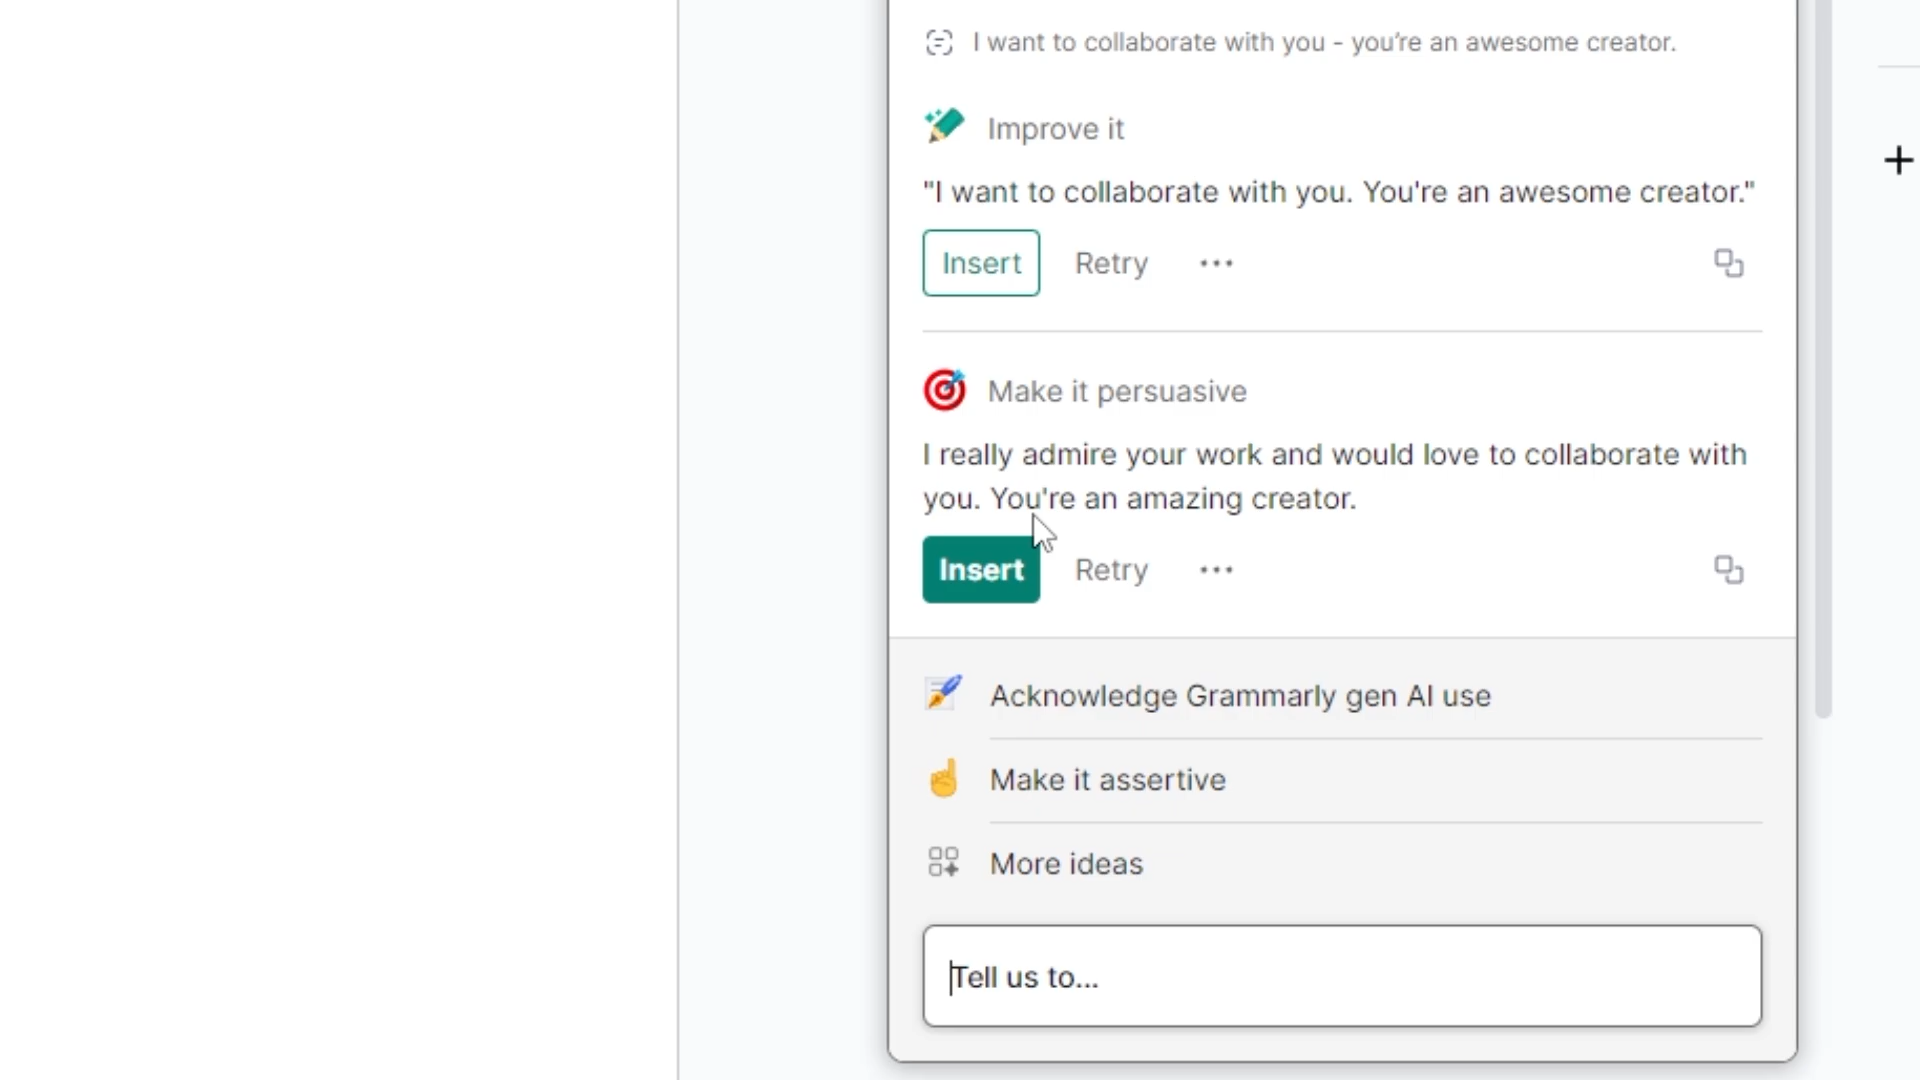 I want to collaborate with you - you're an awesome creator.
Improve it
"I want to collaborate with you. You're an awesome creator."
Insert Retry ...
Make it persuasive
I really admire your work and would love to collaborate with
you. You're an amazing creator.
Insert Retry ...
Acknowledge Grammarly gen AI use
Make it assertive
More ideas
Tell us to...